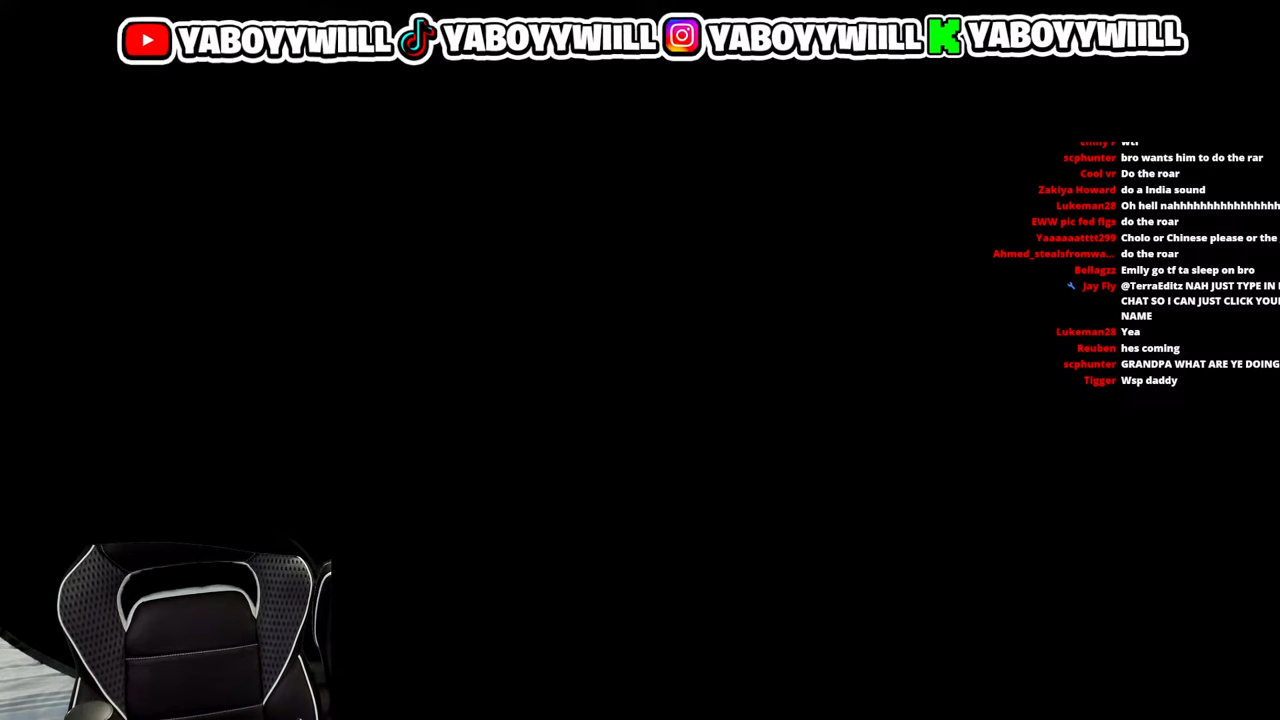 YABOYYWIILL YABOYYWIILL YABOYYWIILL YABOYYWIILL
scphunter bro wants him to do the rar
Cool vr Do the roar
Zakiya Howard do a India sound
Lukeman28 Oh hell nahhhhhhhhhhhhhhhh
EWW pic fed figs do the roar
Yaaaaaatttt299 Cholo or Chinese please or the
Ahmed_stealsfromwa... do the roar
Bellagzz Emily go tf ta sleep on bro
Jay Fly @TerraEditz NAH JUST TYPE IN
CHAT SO I CAN JUST CLICK YOUR
NAME
Lukeman28 Yea
Reuben hes coming
scphunter GRANDPA WHAT ARE YE DOING
Tigger Wsp daddy